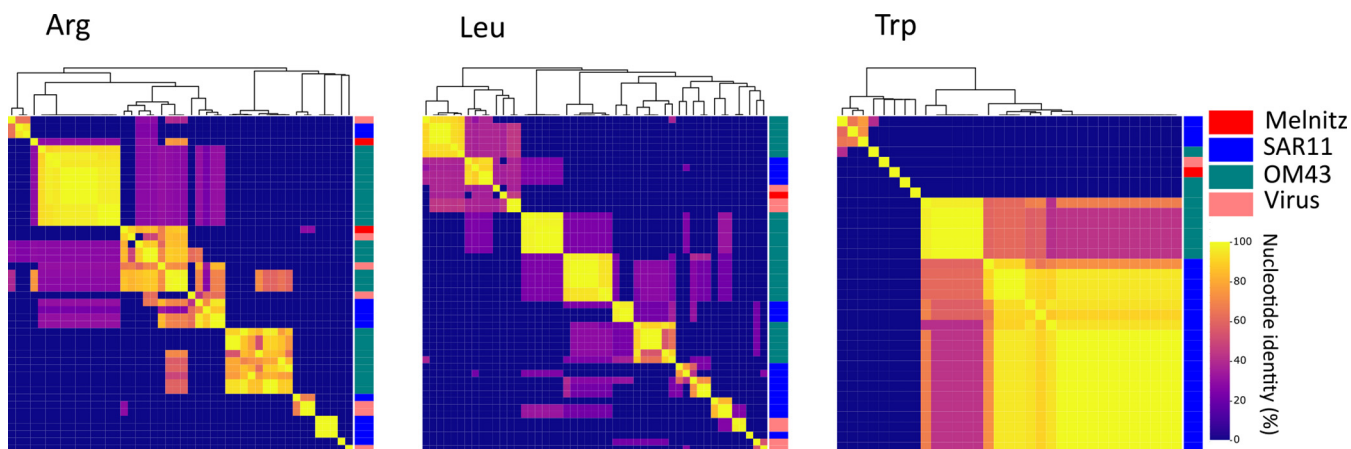 Arg
Leu
Trp
Melnitz
SAR11
OM43
Virus
Nucleotide identity (%)
100
80
60
40
20
0